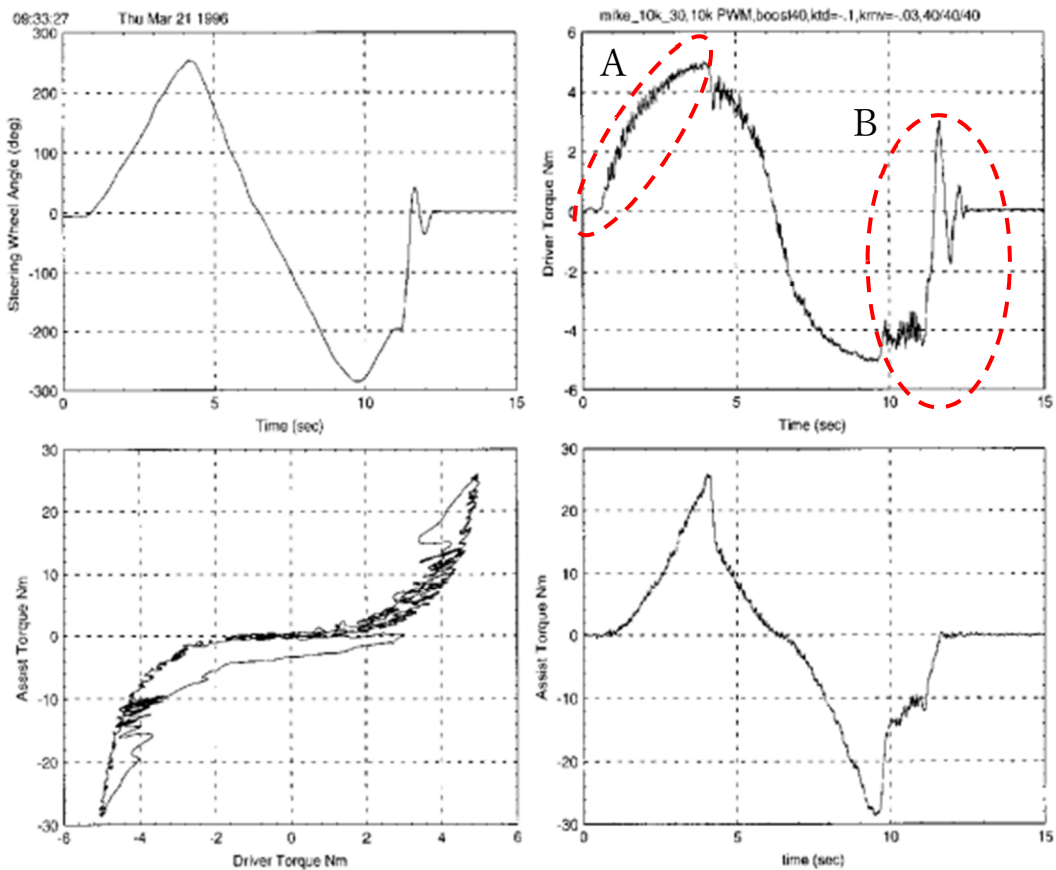 09:33:27 Thu Mar 21 1996
mike_10k_30,10k PWM,boost40,ktd=-.1,krnv=-.03,40/40/40
300
200
100
0
-100
-200
-300
Steering Wheel Angle (deg)
0 5 10 15
Time (sec)
A
B
6
4
2
0
-2
-4
-6
Driver Torque Nm
0 5 10 15
Time (sec)
30
20
10
0
-10
-20
-30
Assist Torque Nm
-6 -4 -2 0 2 4 6
Driver Torque Nm
30
20
10
0
-10
-20
-30
Assist Torque Nm
0 5 10 15
time (sec)